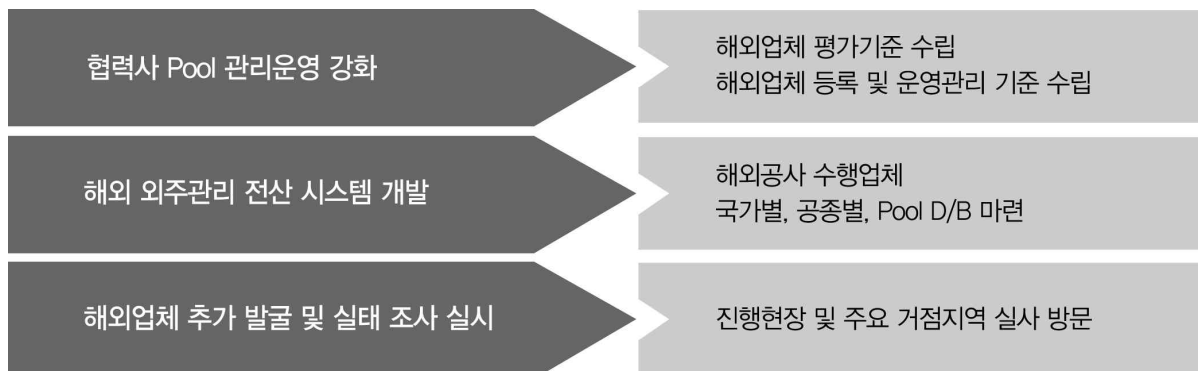 협력사 Pool 관리운영 강화
해외업체 평가기준 수립
해외업체 등록 및 운영관리 기준 수립
해외 외주관리 전산 시스템 개발
해외공사 수행업체
국가별, 공종별, Pool D/B 마련
해외업체 추가 발굴 및 실태 조사 실시
진행현장 및 주요 거점지역 실사 방문